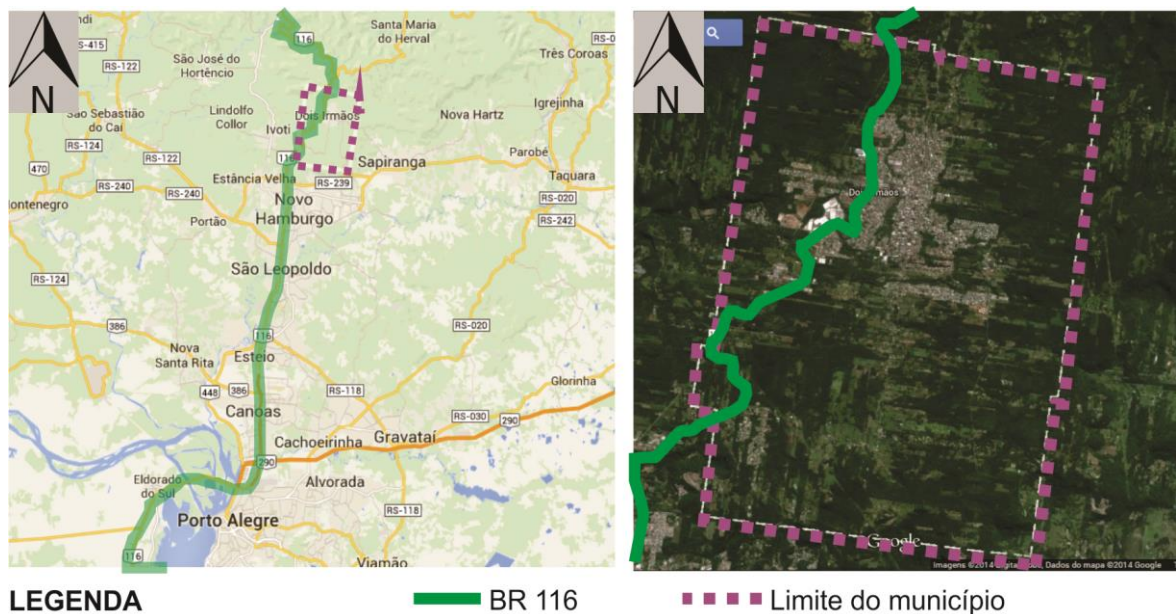 116
Santa Maria
do Herval
RS-415
RS-122
São José do
Hortêncio
Três Coroas
N
Lindolfo
Collor
Dois Irmãos
Igrejinha
São Sebastião
do Caí
RS-124
Ivoti
Nova Hartz
470
RS-122
116
Sapiranga
Parobé
Estância Velha
RS-239
Taquara
RS-240
RS-240
Novo
Hamburgo
RS-020
ontenegro
Portão
RS-242
São Leopoldo
RS-124
386
116
RS-020
Nova
Santa Rita
Esteio
448
386
RS-118
Glorinha
Canoas
RS-030
290
Cachoeirinha
Gravataí
290
Eldorado
do Sul
Alvorada
Porto Alegre
RS-118
116
Viamão
N
Google
LEGENDA
BR 116
Limite do município